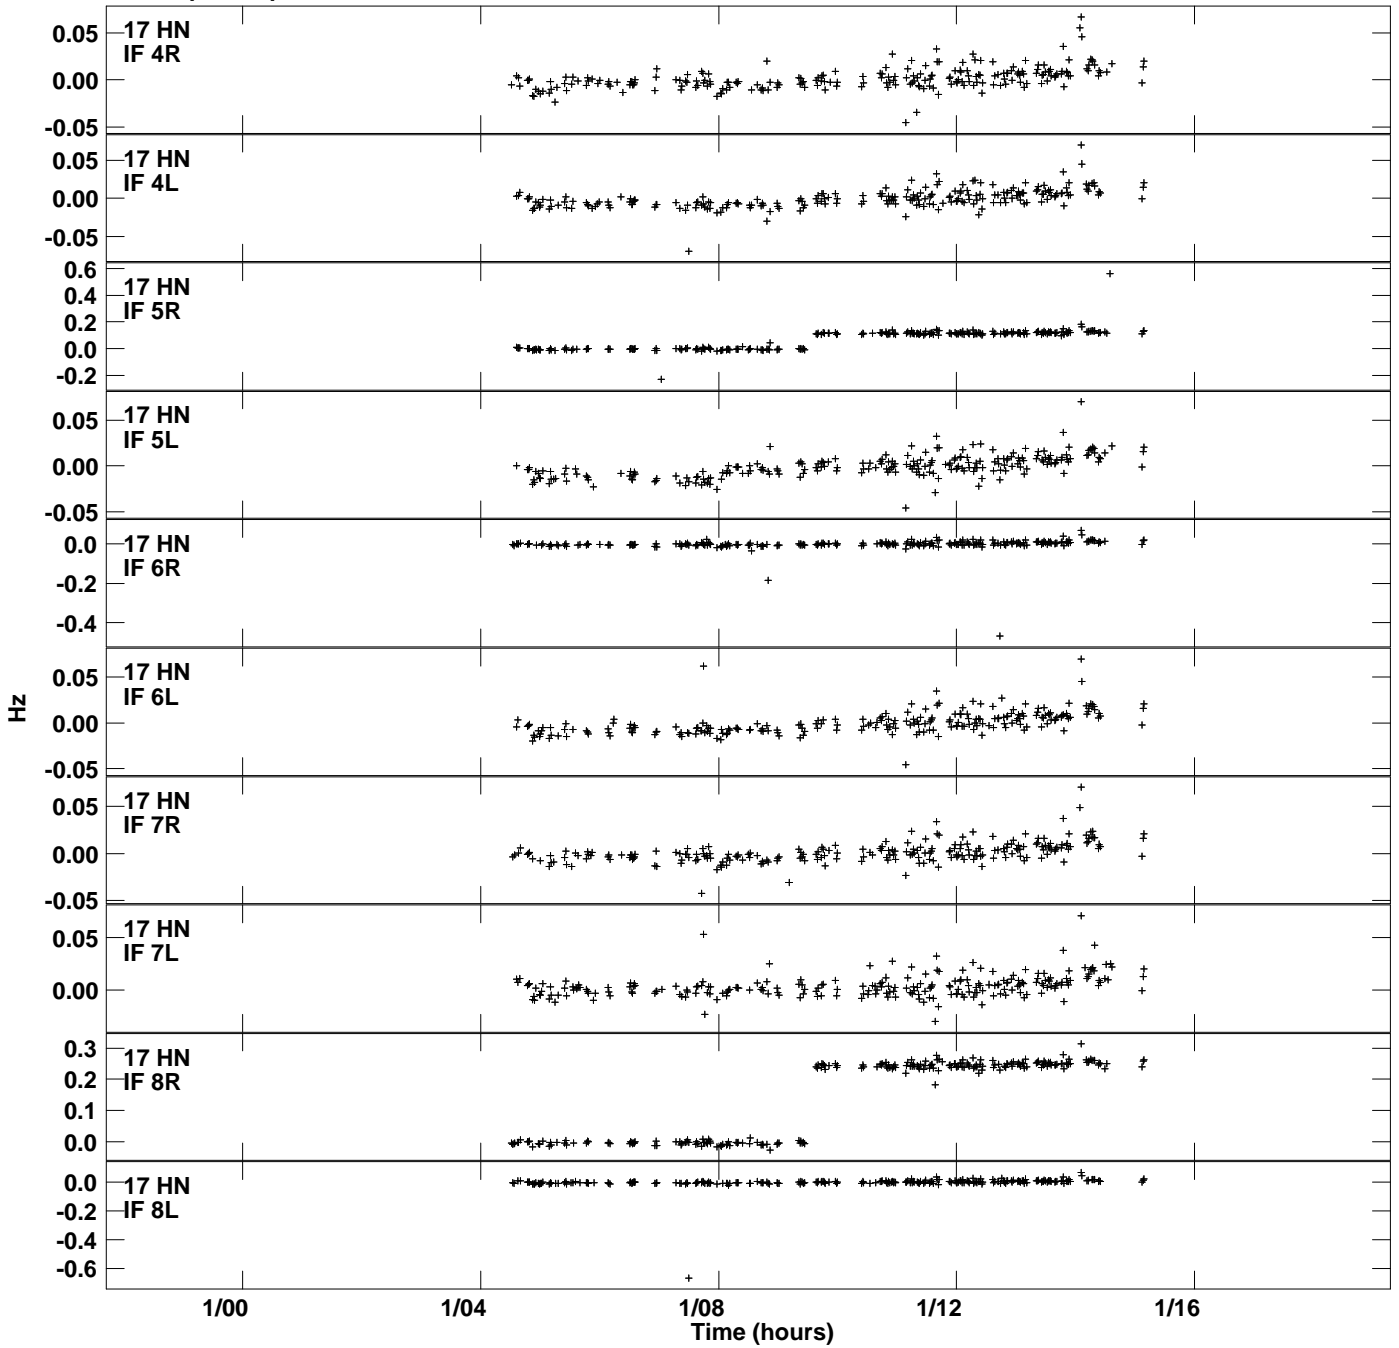 0.05
0.00
-0.05
17 HN
IF 4R
0.05
0.00
-0.05
17 HN
IF 4L
0.6
0.4
0.2
0.0
-0.2
17 HN
IF 5R
0.05
0.00
-0.05
17 HN
IF 5L
0.0
-0.2
-0.4
17 HN
IF 6R
0.05
0.00
-0.05
17 HN
IF 6L
0.05
0.00
-0.05
17 HN
IF 7R
0.05
0.00
17 HN
IF 7L
0.3
0.2
0.1
0.0
17 HN
IF 8R
0.0
-0.2
-0.4
-0.6
17 HN
IF 8L
Hz
1/00 1/04 1/08 1/12 1/16
Time (hours)